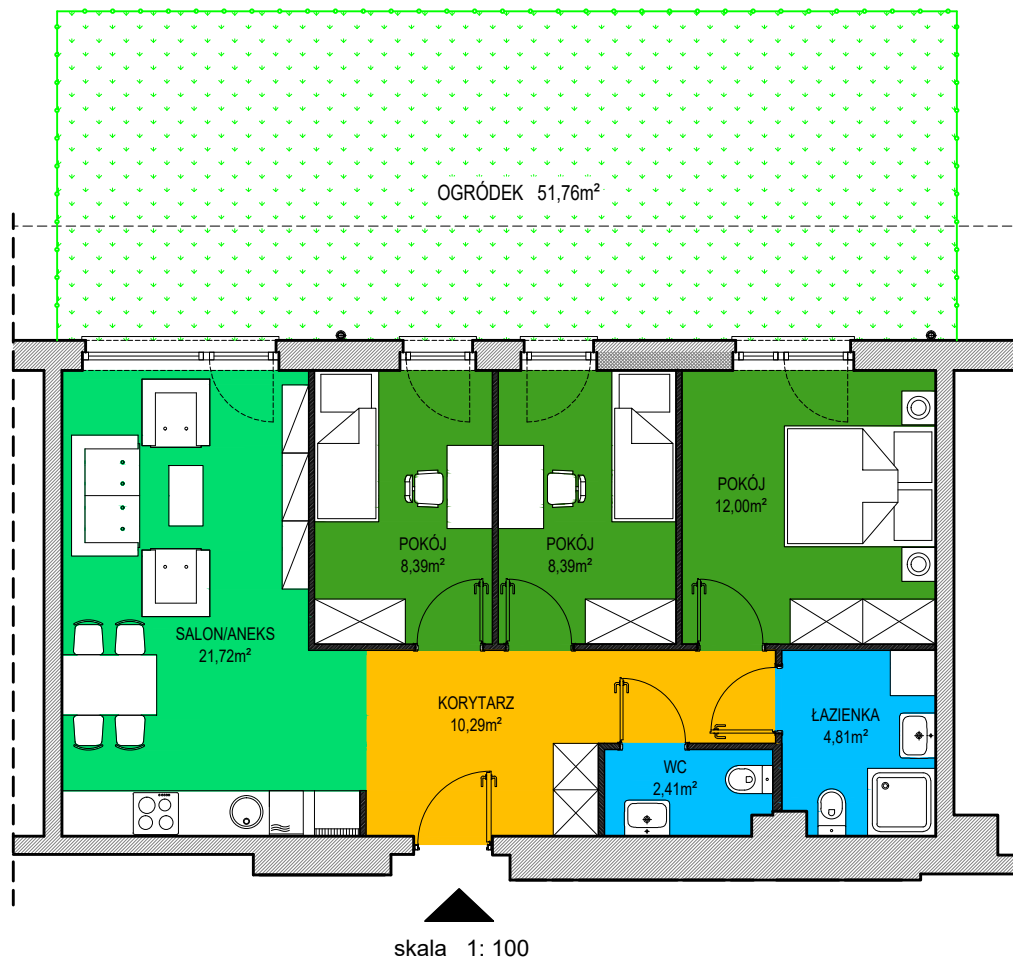 OGRÓDEK 51,76m²
POKÓJ
12,00m²
POKÓJ
8,39m²
POKÓJ
8,39m²
SALON/ANEKS
21,72m²
KORYTARZ
10,29m²
ŁAZIENKA
4,81m²
WC
2,41m²
skala 1: 100